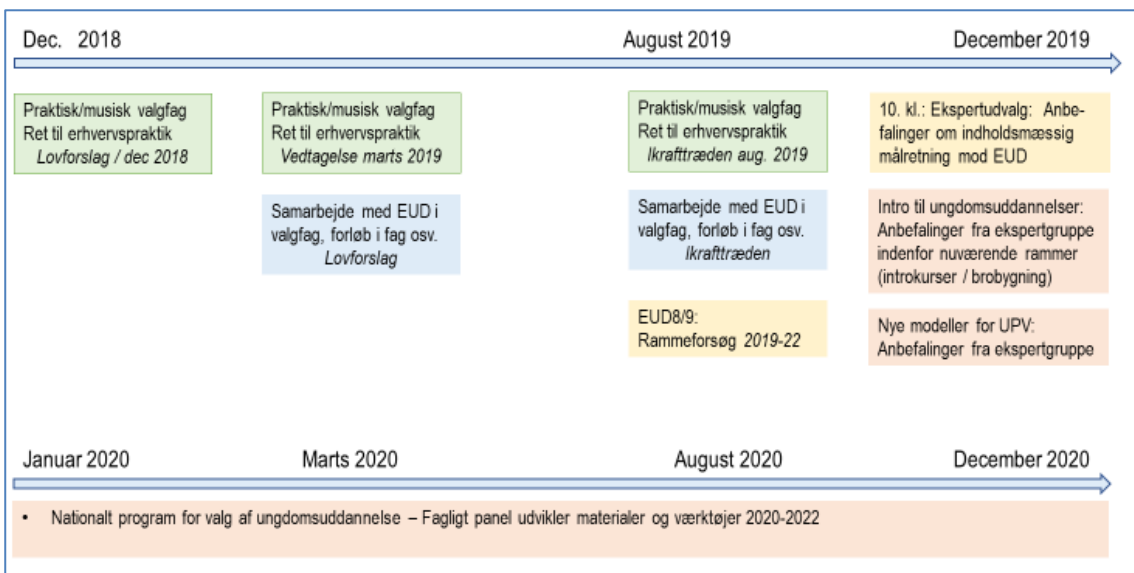 Dec. 2018
August 2019
December 2019
Praktisk/musisk valgfag
Ret til erhvervspraktik
Lovforslag / dec 2018
Praktisk/musisk valgfag
Ret til erhvervspraktik
Vedtagelse marts 2019
Samarbejde med EUD i
valgfag, forløb i fag osv.
Lovforslag
Praktisk/musisk valgfag
Ret til erhvervspraktik
Ikrafttræden aug. 2019
Samarbejde med EUD i
valgfag, forløb i fag osv.
Ikrafttræden
EUD8/9:
Rammeforsøg 2019-22
10. kl.: Ekspertudvalg: Anbe-
falinger om indholdsmæssig
målretning mod EUD
Intro til ungdomsuddannelser:
Anbefalinger fra ekspertgruppe
indenfor nuværende rammer
(introkurser / brobygning)
Nye modeller for UPV:
Anbefalinger fra ekspertgruppe
Januar 2020
Marts 2020
August 2020
December 2020
• Nationalt program for valg af ungdomsuddannelse – Fagligt panel udvikler materialer og værktøjer 2020-2022